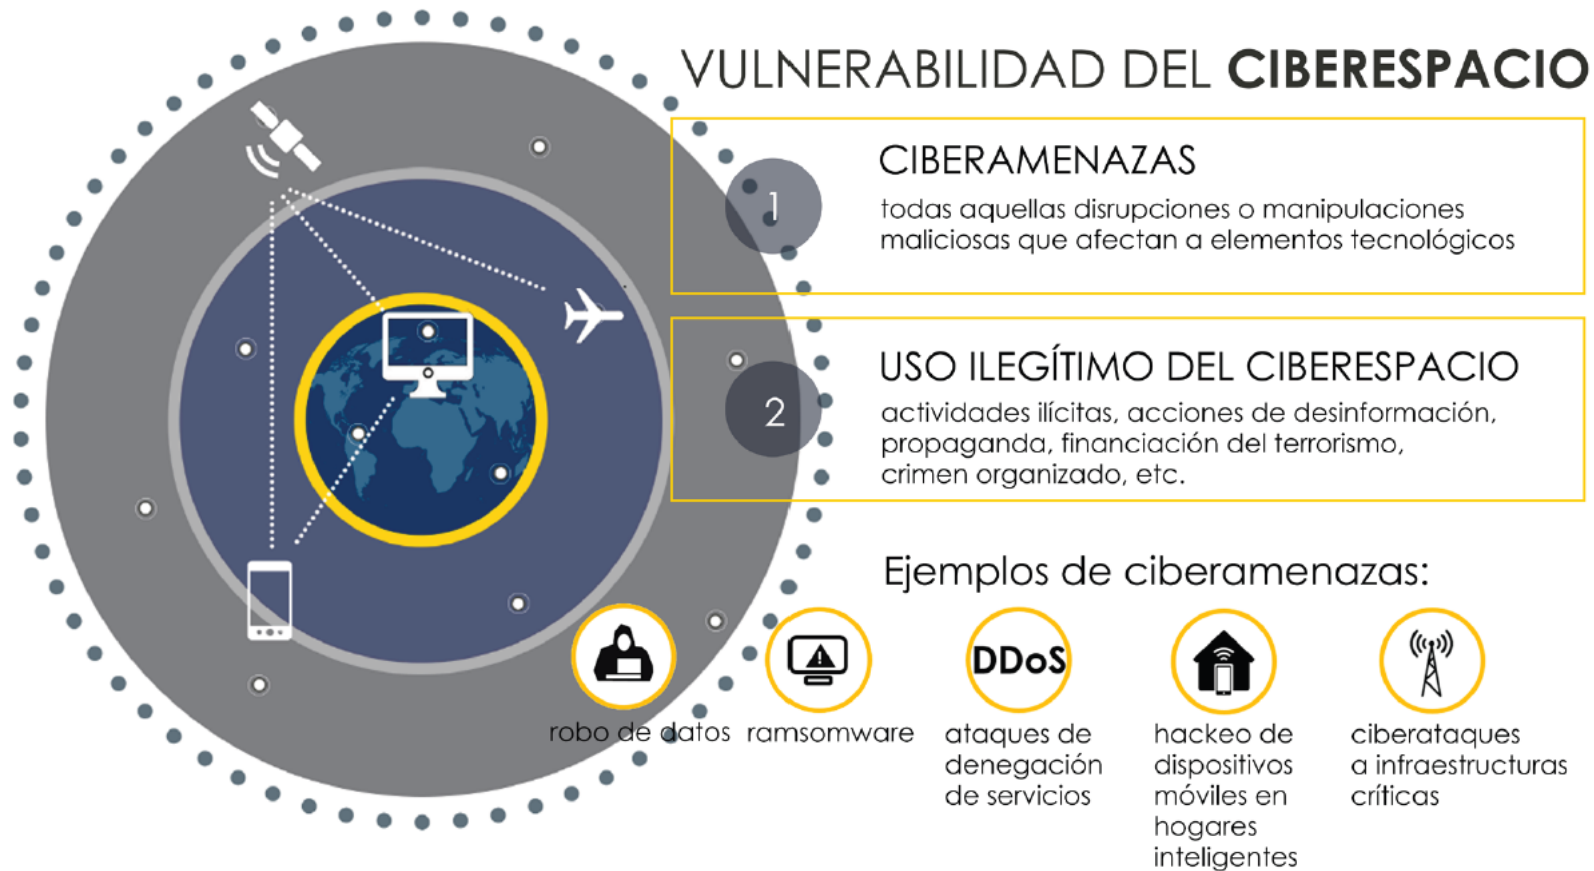 VULNERABILIDAD DEL CIBERESPACIO
1
CIBERAMENAZAS
todas aquellas disrupciones o manipulaciones
maliciosas que afectan a elementos tecnológicos
2
USO ILEGÍTIMO DEL CIBERESPACIO
actividades ilícitas, acciones de desinformación,
propaganda, financiación del terrorismo,
crimen organizado, etc.
Ejemplos de ciberamenazas:
robo de datos
ramsomware
DDoS
ataques de
denegación
de servicios
hackeo de
dispositivos
móviles en
hogares
inteligentes
ciberataques
a infraestructuras
críticas